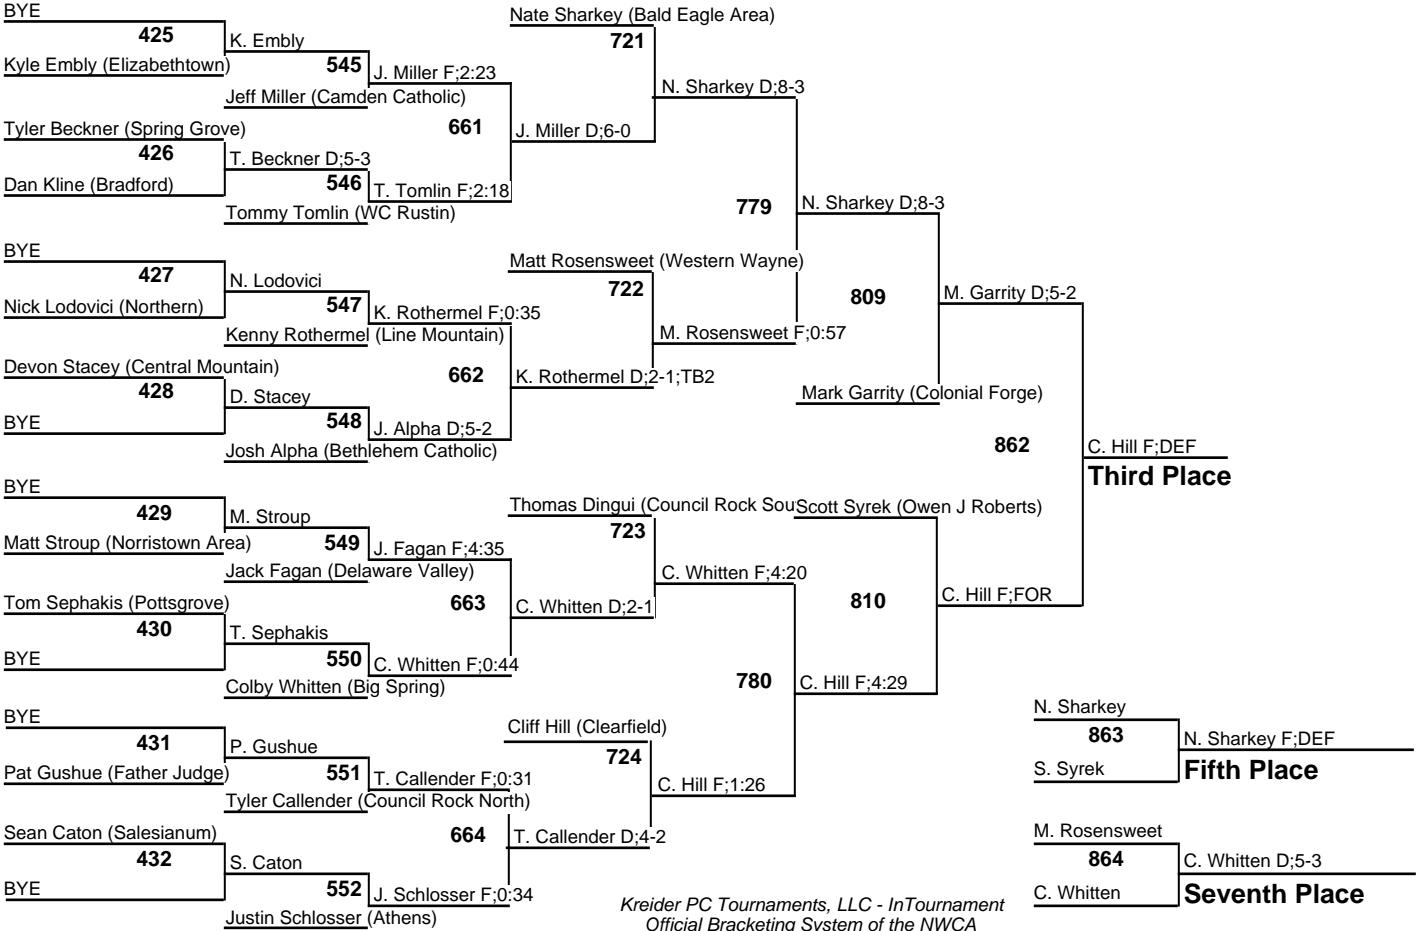 BYE
425
Kyle Embly (Elizabethtown)
K. Embly
545
Jeff Miller (Camden Catholic)
J. Miller F;2:23
Tyler Beckner (Spring Grove)
426
Dan Kline (Bradford)
T. Beckner D;5-3
546
Tommy Tomlin (WC Rustin)
T. Tomlin F;2:18
661
J. Miller D;6-0
Nate Sharkey (Bald Eagle Area)
721
N. Sharkey D;8-3
BYE
427
Nick Lodovici (Northern)
N. Lodovici
547
Kenny Rothermel (Line Mountain)
K. Rothermel F;0:35
Devon Stacey (Central Mountain)
428
BYE
D. Stacey
548
Josh Alpha (Bethlehem Catholic)
J. Alpha D;5-2
662
K. Rothermel D;2-1;TB2
Matt Rosensweet (Western Wayne)
722
M. Rosensweet F;0:57
779
N. Sharkey D;8-3
809
Mark Garrity (Colonial Forge)
M. Garrity D;5-2
BYE
429
Matt Stroup (Norristown Area)
M. Stroup
549
Jack Fagan (Delaware Valley)
J. Fagan F;4:35
Tom Sephakis (Pottsgrove)
430
BYE
T. Sephakis
550
Colby Whitten (Big Spring)
C. Whitten F;0:44
663
C. Whitten D;2-1
Thomas Dingui (Council Rock Sou
723
C. Whitten F;4:20
BYE
431
Pat Gushue (Father Judge)
P. Gushue
551
Tyler Callender (Council Rock North)
T. Callender F;0:31
Sean Caton (Salesianum)
432
BYE
S. Caton
552
Justin Schlosser (Athens)
J. Schlosser F;0:34
664
T. Callender D;4-2
Cliff Hill (Clearfield)
724
C. Hill F;1:26
780
C. Hill F;4:29
Scott Syrek (Owen J Roberts)
810
C. Hill F;FOR
862
C. Hill F;DEF
Third Place
N. Sharkey
863
S. Syrek
N. Sharkey F;DEF
Fifth Place
M. Rosensweet
864
C. Whitten
C. Whitten D;5-3
Seventh Place
Kreider PC Tournaments, LLC - InTournament
Official Bracketing System of the NWCA